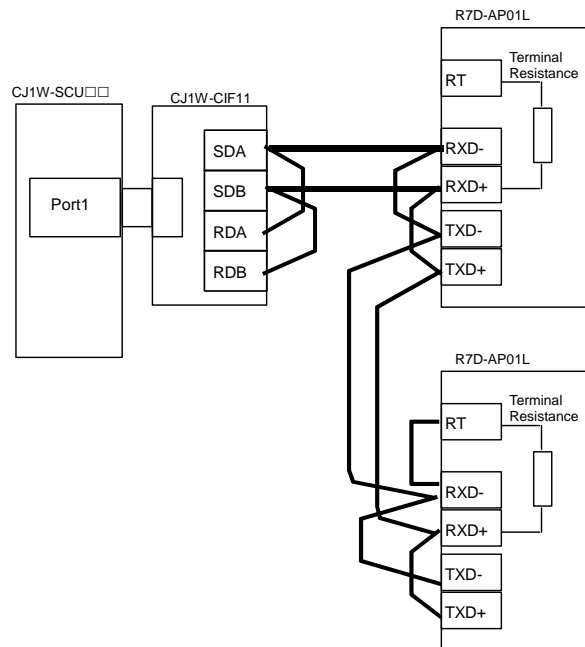 R7D-AP01L
Terminal
Resistance
CJ1W-SCU□□
CJ1W-CIF11
RT
SDA
RXD-
SDB
RXD+
Port1
RDA
TXD-
RDB
TXD+
R7D-AP01L
Terminal
Resistance
RT
RXD-
RXD+
TXD-
TXD+